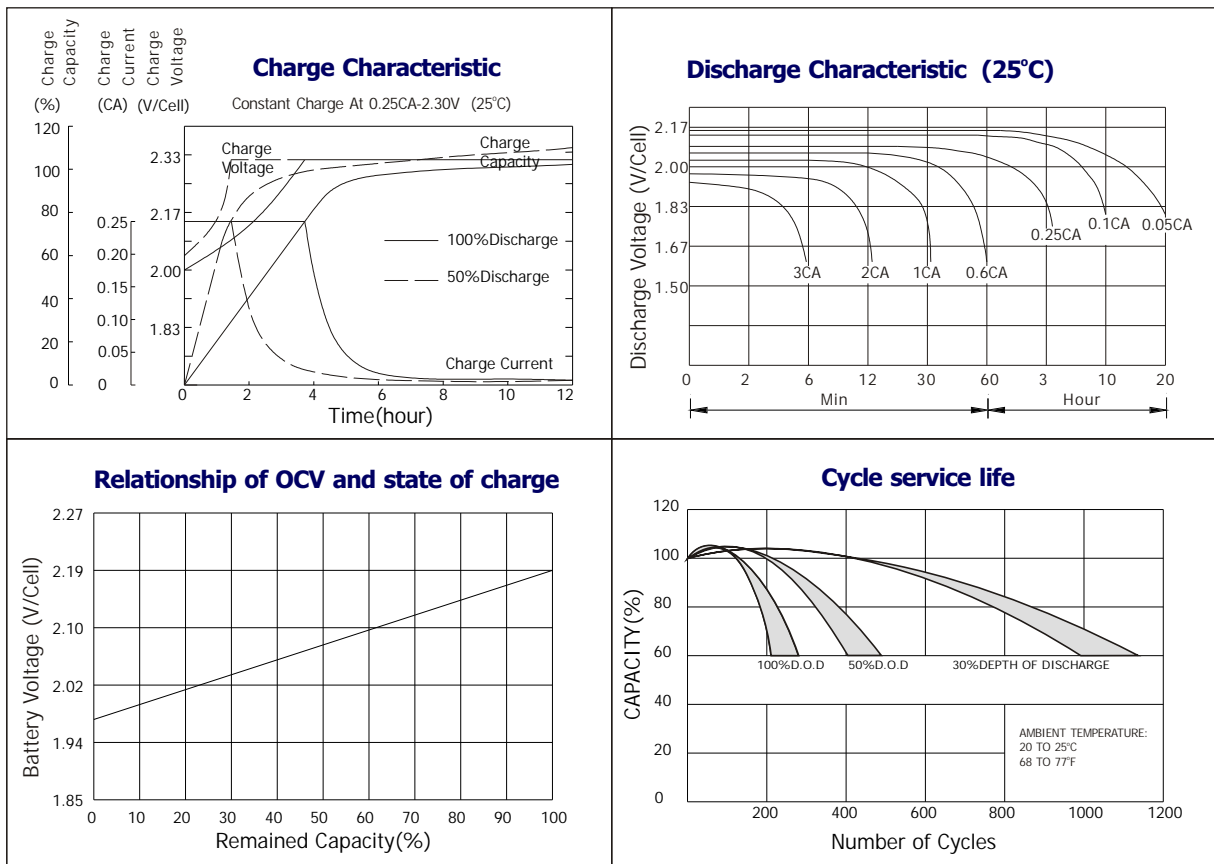 Charge Capacity
Charge Current
Charge Voltage
(%)
(CA)
(V/Cell)
Charge Characteristic
Constant Charge At 0.25CA-2.30V (25°C)
120
100
80
60
40
20
0
0.25
0.20
0.15
0.10
0.05
0
2.33
2.17
2.00
1.83
Charge Voltage
Charge Capacity
100%Discharge
50%Discharge
Charge Current
0 2 4 6 8 10 12
Time(hour)
Discharge Characteristic (25°C)
Discharge Voltage (V/Cell)
2.17
2.00
1.83
1.67
1.50
3CA 2CA 1CA 0.6CA 0.25CA 0.1CA 0.05CA
0 2 6 12 30 60 3 10 20
Min Hour
Relationship of OCV and state of charge
Battery Voltage (V/Cell)
2.27
2.19
2.10
2.02
1.94
1.85
0 10 20 30 40 50 60 70 80 90 100
Remained Capacity(%)
Cycle service life
CAPACITY(%)
120
100
80
60
40
20
0
100%D.O.D 50%D.O.D 30%DEPTH OF DISCHARGE
AMBIENT TEMPERATURE:
20 TO 25°C
68 TO 77°F
200 400 600 800 1000 1200
Number of Cycles